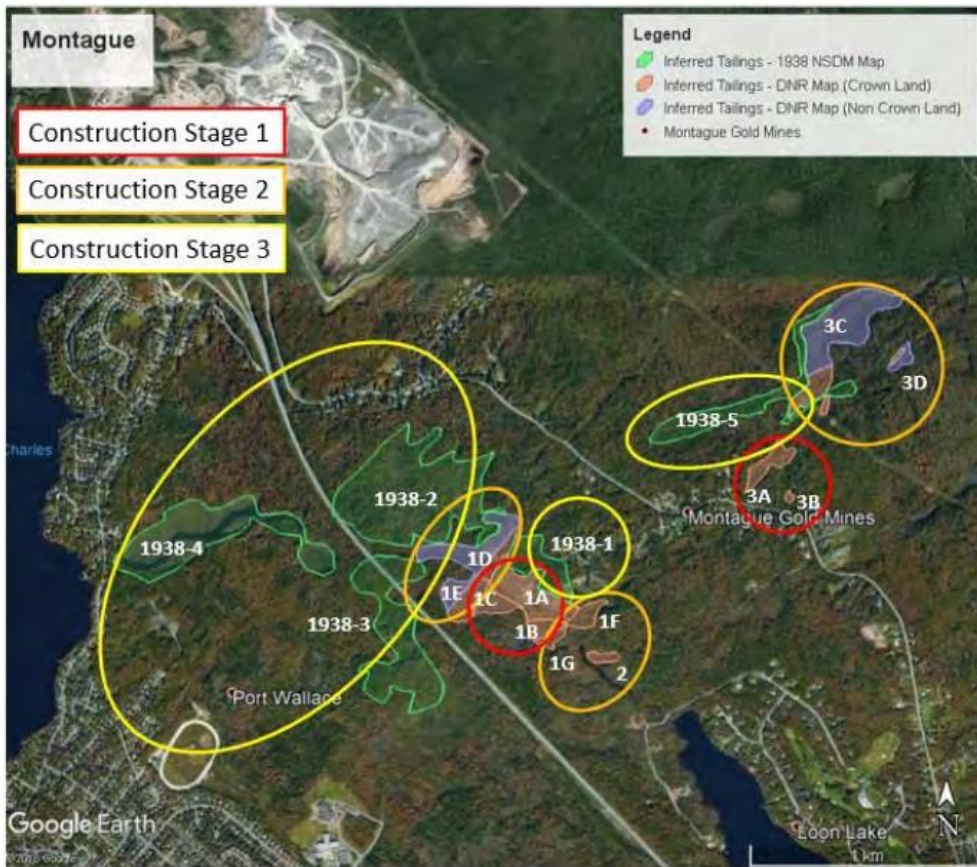 Montague
Legend
Inferred Tailings - 1938 NSDM Map
Inferred Tailings - DNR Map (Crown Land)
Inferred Tailings - DNR Map (Non Crown Land)
Montague Gold Mines
Construction Stage 1
Construction Stage 2
Construction Stage 3
3C
3D
1938-5
Charles
1938-2
3A
3B
Montague Gold Mines
1938-4
1D
1938-1
1E
1C
1A
1938-3
1B
1F
1G
2
Port Wallace
Google Earth
N
Loon Lake
1 km